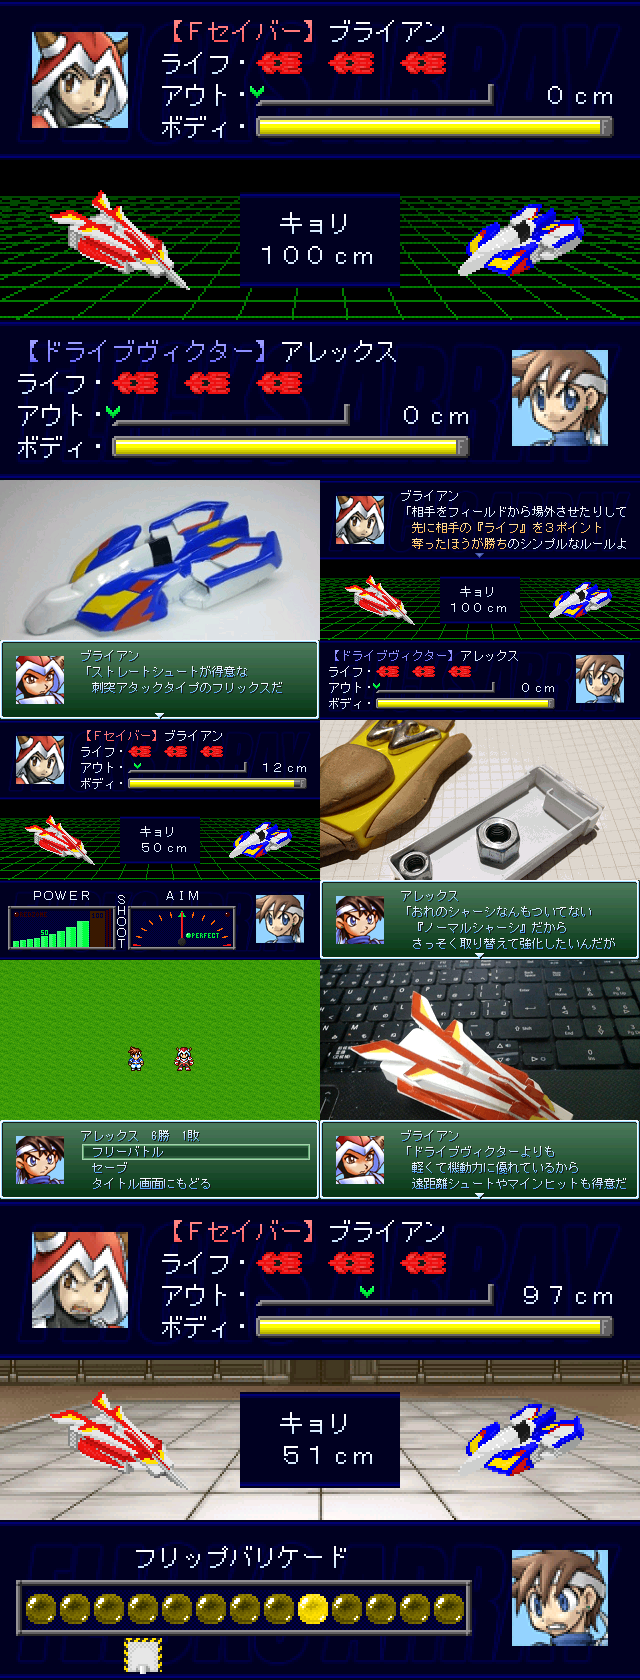 【Fセイバー】ブライアン
ライフ・
アウト・ 0cm
ボディ・ F
キョリ
100cm
【ドライブヴィクター】アレックス
ライフ・
アウト・ 0cm
ボディ・ F
ブライアン
「ストレートシュートが得意な
刺突アタックタイプのフリックスだ
ブライアン
「相手をフィールドから場外させたりして
先に相手の『ライフ』を3ポイント
奪ったほうが勝ちのシンプルなルールよ
キョリ
100cm
【ドライブヴィクター】アレックス
ライフ・
アウト・ 0cm
ボディ・
【Fセイバー】ブライアン
ライフ・
アウト・ 12cm
ボディ・
キョリ
50cm
POWER
SHOOT
AIM
50
100
PERFECT
アレックス
「おれのシャーシなんもついてない
『ノーマルシャーシ』だから
さっそく取り替えて強化したいんだが
アレックス 6勝 1敗
フリーバトル
セーブ
タイトル画面にもどる
ブライアン
「ドライブヴィクターよりも
軽くて機動力に優れているから
遠距離シュートやマインヒットも得意だ
【Fセイバー】ブライアン
ライフ・
アウト・ 97cm
ボディ・ F
キョリ
51cm
フリップバリケード